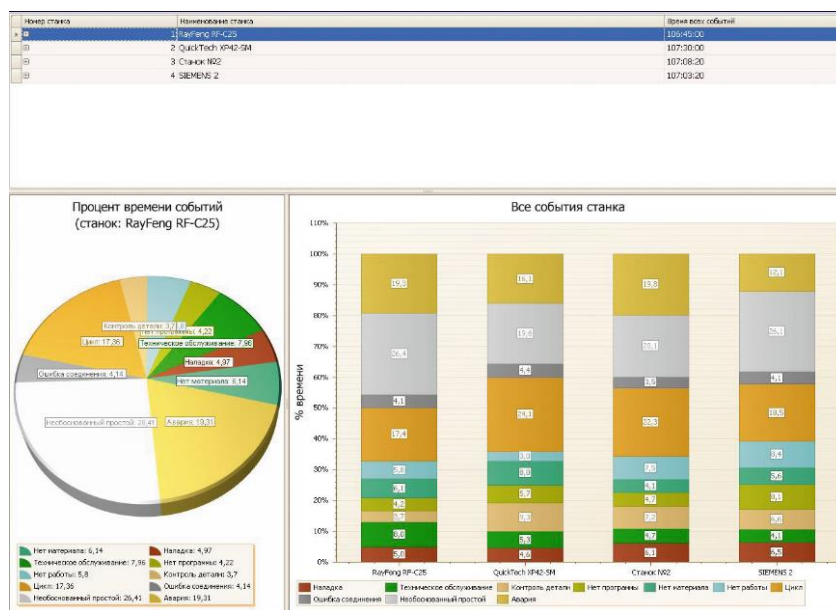 Номер станка Наименование станка Время всех событий
1 RayFeng RF-C25 106:45:00
2 QuickTech XP42-SM 107:30:00
3 Станок №2 107:08:20
4 SIEMENS 2 107:03:20
Процент времени событий
(станок: RayFeng RF-C25)
Контроль детали: 3,7
Нет программы: 4,22
Цикл: 17,36
Техническое обслуживание: 7,96
Наладка: 4,97
Ошибка соединения: 4,14
Нет материала: 6,14
Необоснованный простой: 26,41
Авария: 19,31
Нет материала: 6,14 Наладка: 4,97
Техническое обслуживание: 7,96 Нет программы: 4,22
Нет работы: 5,8 Контроль детали: 3,7
Цикл: 17,36 Ошибка соединения: 4,14
Необоснованный простой: 26,41 Авария: 19,31
Все события станка
% времени
110%
100%
90%
80%
70%
60%
50%
40%
30%
20%
10%
0%
19,3 16,1 19,8 12,1
26,4 19,6 20,1 26,1
4,1 4,4 4,1
17,4 24,1 22,3 18,5
5,8 3,0 7,5 8,4
6,1 8,0 4,1 5,6
4,2 5,7 4,7 8,1
3,7 9,3 7,2 6,6
8,0 5,3 4,7 4,1
5,0 4,6 6,1 6,5
RayFeng RF-C25 QuickTech XP42-SM Станок №2 SIEMENS 2
Наладка Техническое обслуживание Контроль детали Нет программы Нет материала Нет работы Цикл
Ошибка соединения Необоснованный простой Авария